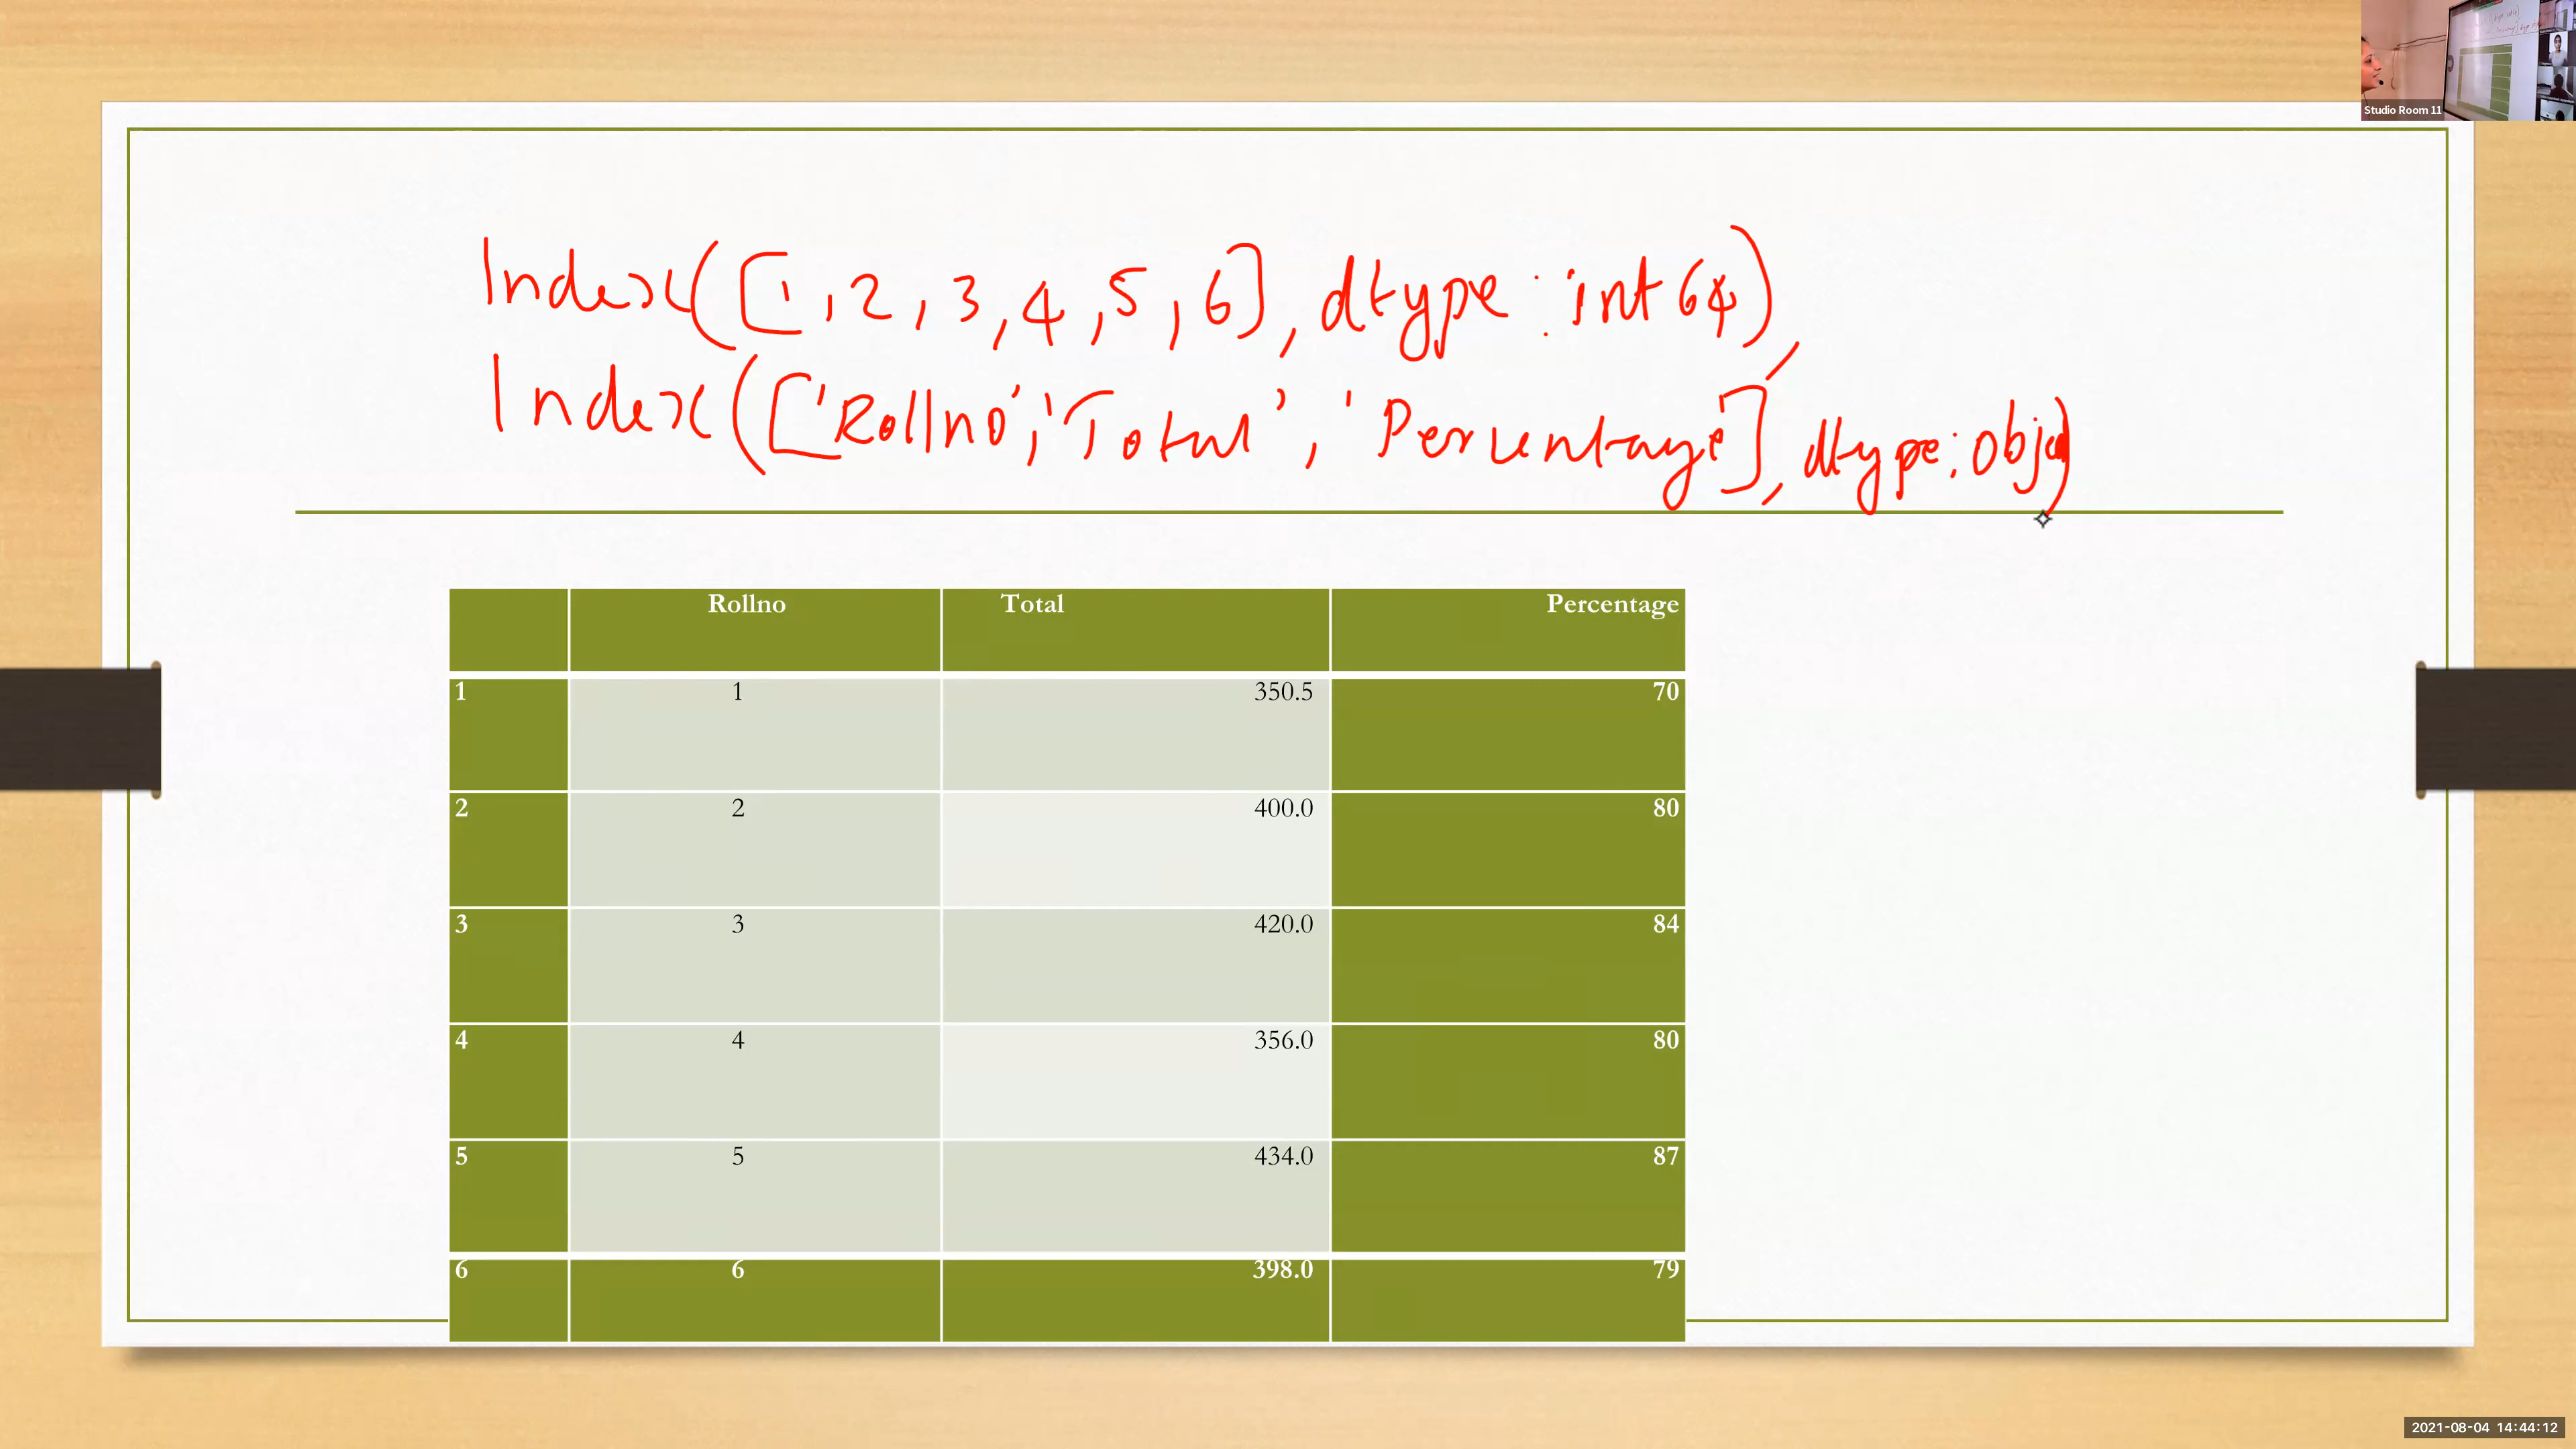 Studio Room 11
Index([1,2,3,4,5,6], dtype:int64),
Index(['Rollno','Total','Percentage'], dtype:obj)
Rollno Total Percentage
1 1 350.5 70
2 2 400.0 80
3 3 420.0 84
4 4 356.0 80
5 5 434.0 87
6 6 398.0 79
2021-08-04 14:44:12